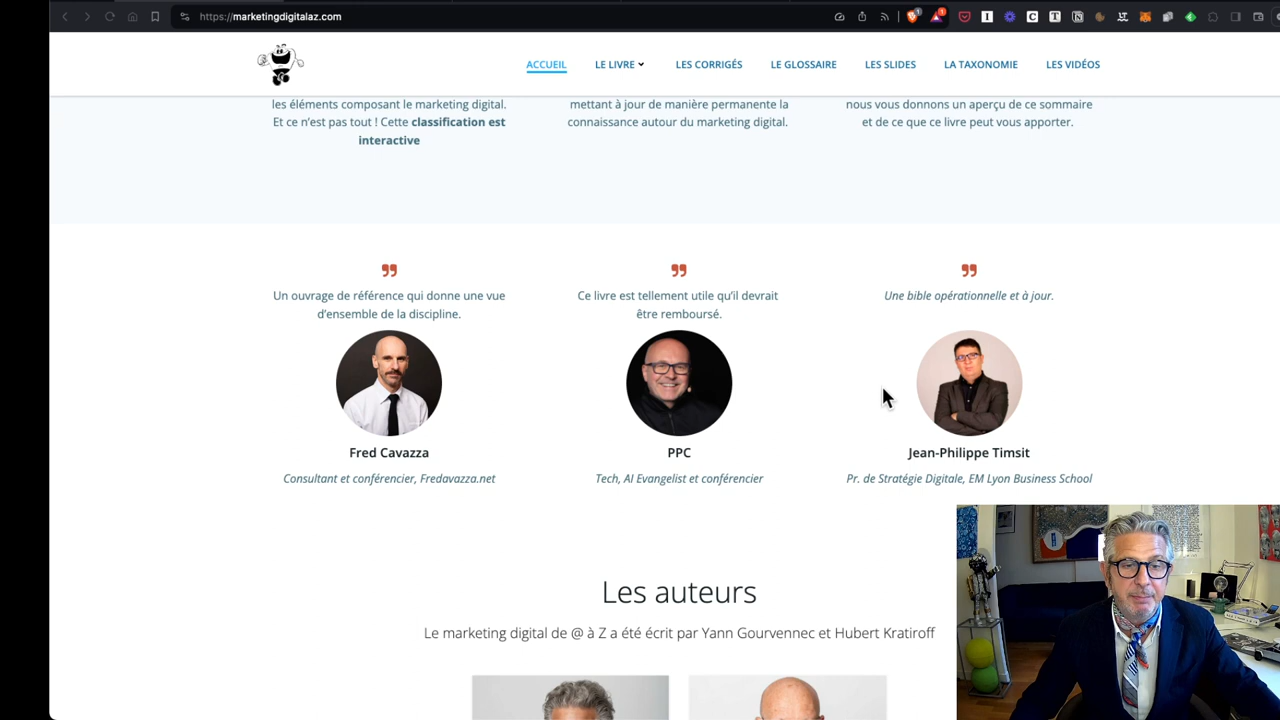 https://marketingdigitalaz.com
ACCUEIL
LE LIVRE
LES CORRIGÉS
LE GLOSSAIRE
LES SLIDES
LA TAXONOMIE
LES VIDÉOS
les éléments composant le marketing digital.
Et ce n'est pas tout ! Cette classification est
interactive
mettant à jour de manière permanente la
connaissance autour du marketing digital.
nous vous donnons un aperçu de ce sommaire
et de ce que ce livre peut vous apporter.
Un ouvrage de référence qui donne une vue
d'ensemble de la discipline.
Fred Cavazza
Consultant et conférencier, Fredavazza.net
Ce livre est tellement utile qu'il devrait
être remboursé.
PPC
Tech, AI Evangelist et conférencier
Une bible opérationnelle et à jour.
Jean-Philippe Timsit
Pr. de Stratégie Digitale, EM Lyon Business School
Les auteurs
Le marketing digital de @ à Z a été écrit par Yann Gourvennec et Hubert Kratiroff